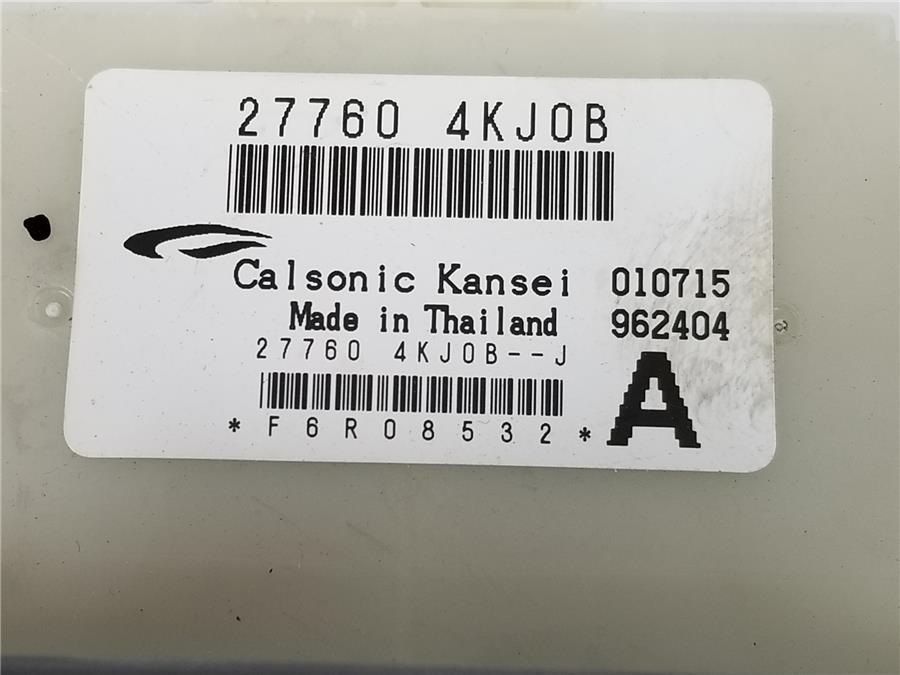 27760 4KJ0B
Calsonic Kansei 010715
Made in Thailand 962404
27760 4KJ0B--J
*F6R08532*
A